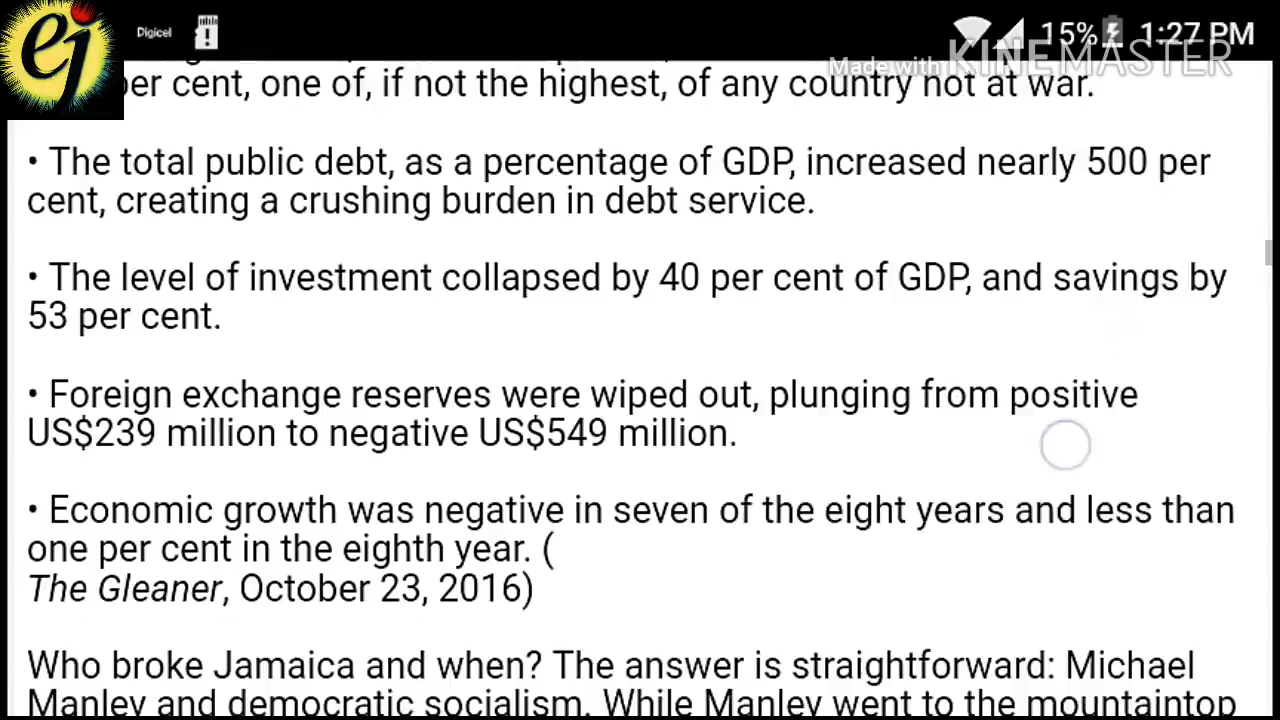 ej
Digicel
15% 1:27 PM
Made with KINEMASTER
per cent, one of, if not the highest, of any country not at war.
• The total public debt, as a percentage of GDP, increased nearly 500 per
cent, creating a crushing burden in debt service.
• The level of investment collapsed by 40 per cent of GDP, and savings by
53 per cent.
• Foreign exchange reserves were wiped out, plunging from positive
US$239 million to negative US$549 million.
• Economic growth was negative in seven of the eight years and less than
one per cent in the eighth year. (
The Gleaner, October 23, 2016)
Who broke Jamaica and when? The answer is straightforward: Michael
Manley and democratic socialism. While Manley went to the mountaintop